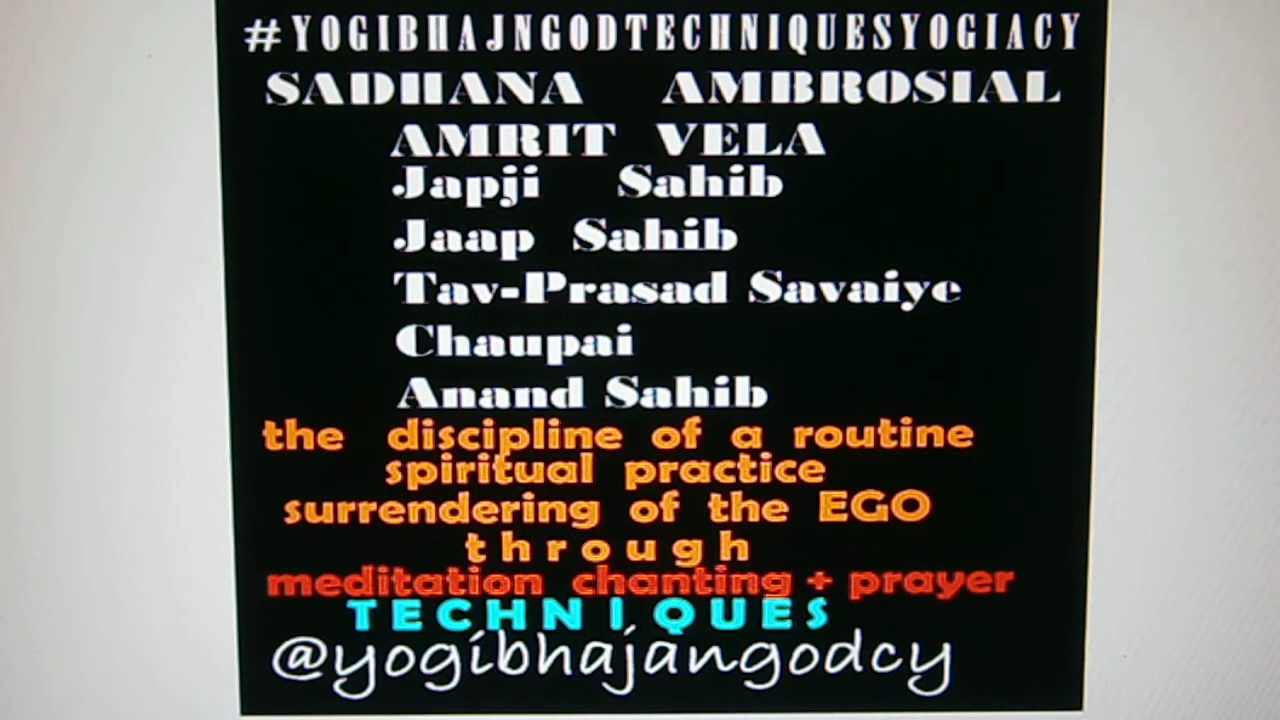 #YOGIBHAJNGODTECHNIQUESYOGIACY
SADHANA AMBROSIAL
AMRIT VELA
Japji Sahib
Jaap Sahib
Tav-Prasad Savaiye
Chaupai
Anand Sahib
the discipline of a routine
spiritual practice
surrendering of the EGO
through
meditation chanting + prayer
TECHNIQUES
@yogibhajangodcy